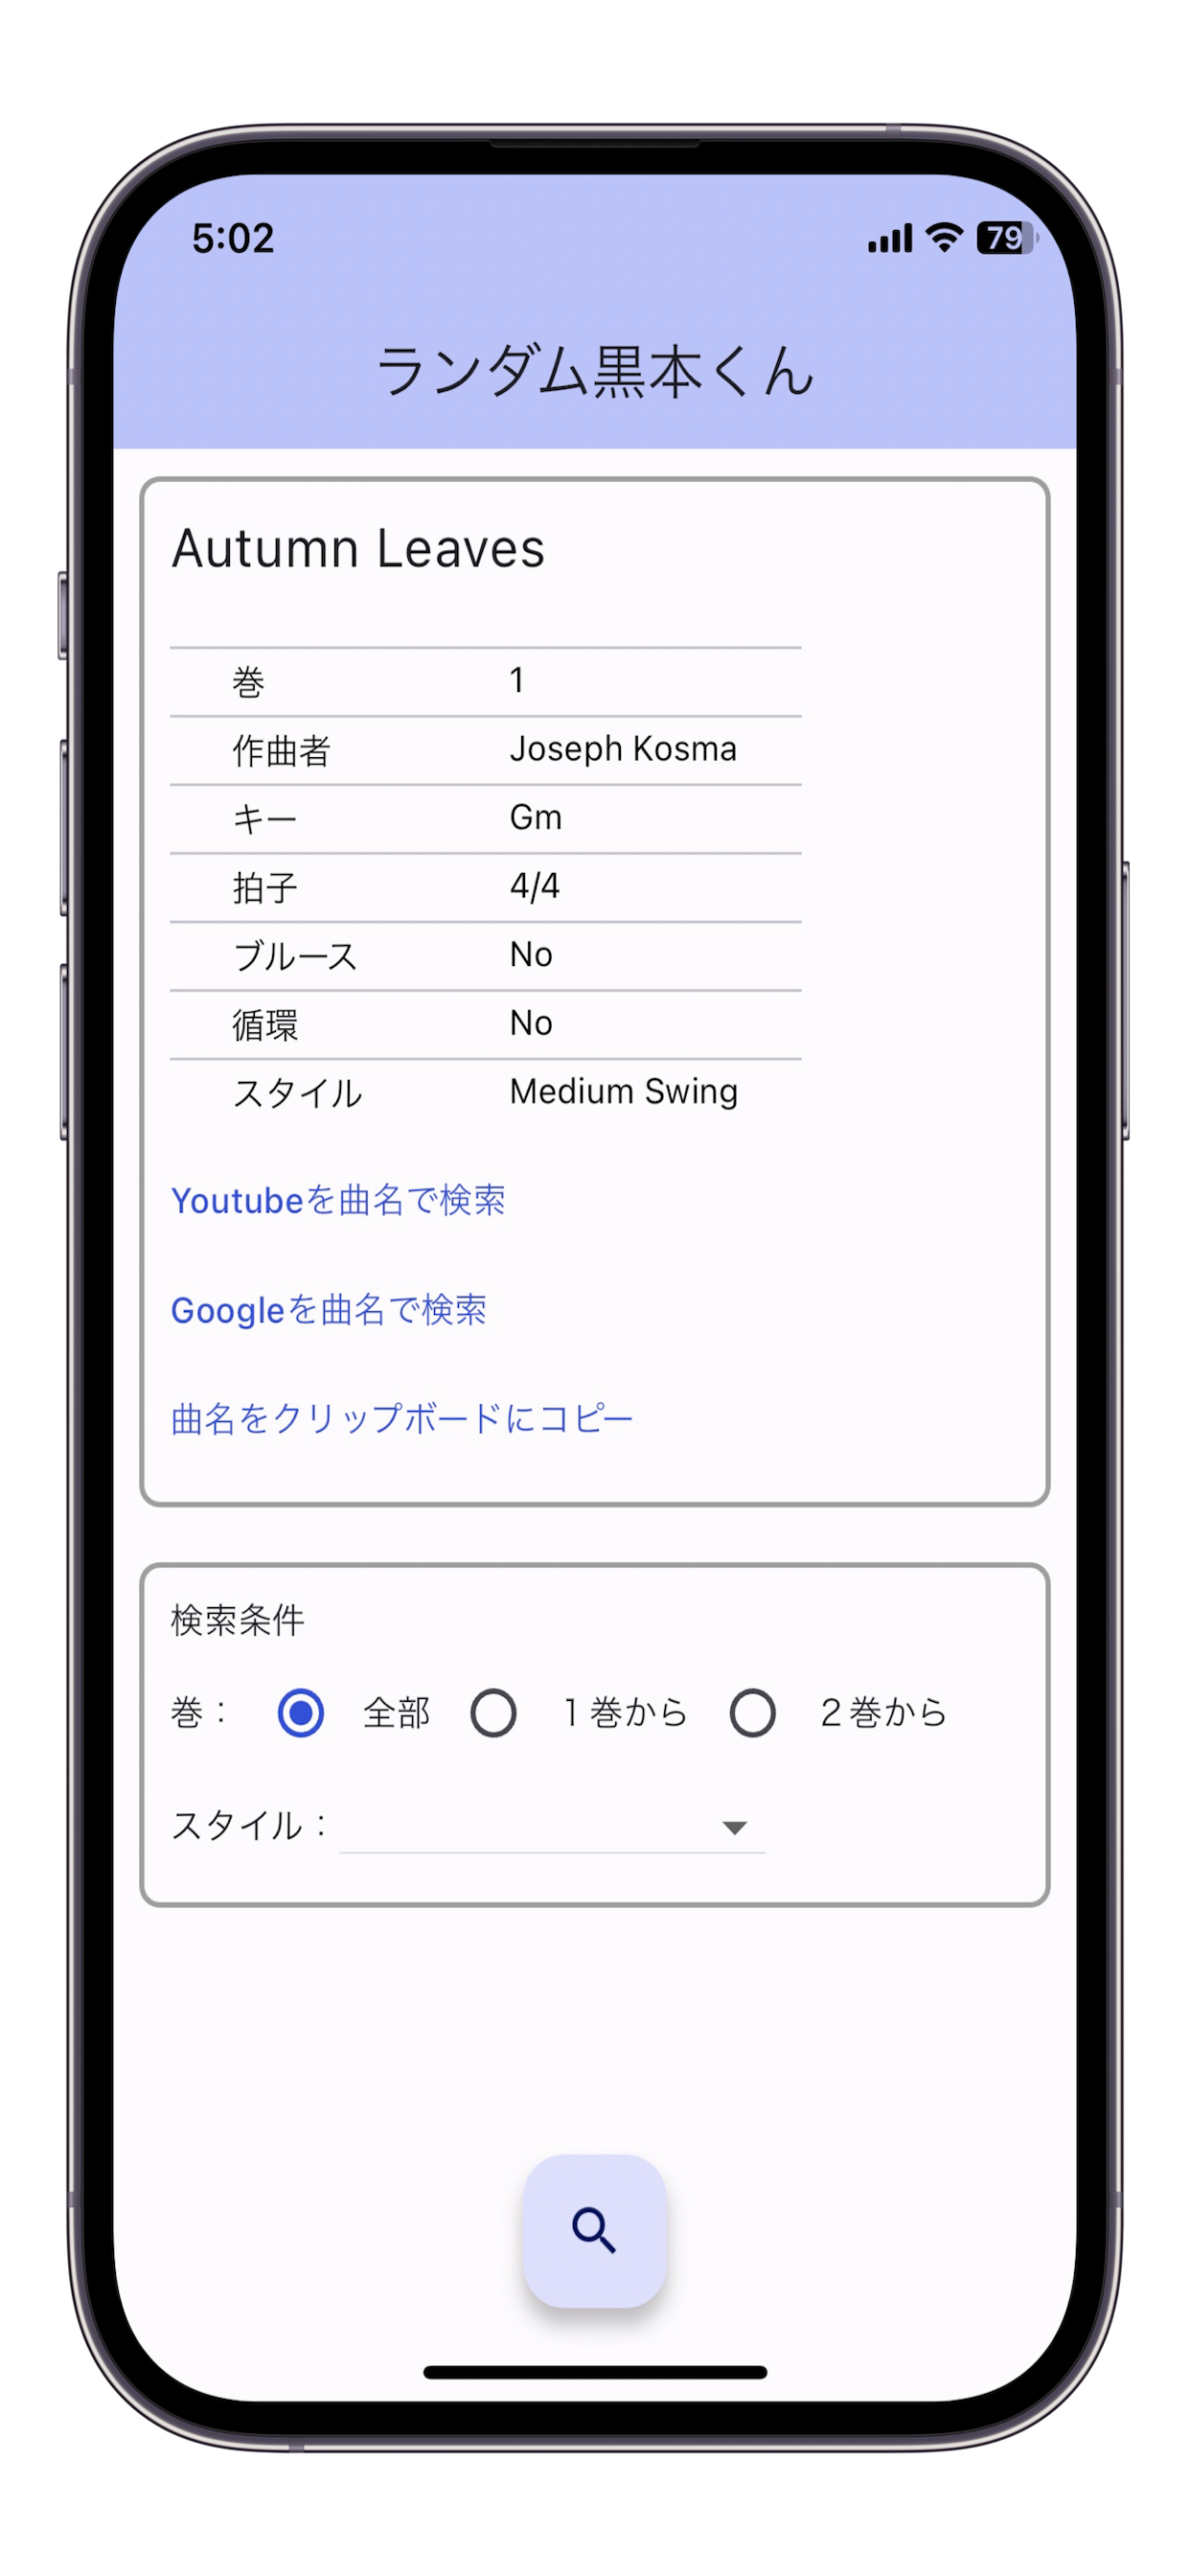 5:02
79
ランダム黒本くん
Autumn Leaves
巻 1
作曲者 Joseph Kosma
キー Gm
拍子 4/4
ブルース No
循環 No
スタイル Medium Swing
Youtubeを曲名で検索
Googleを曲名で検索
曲名をクリップボードにコピー
検索条件
巻： 全部 １巻から ２巻から
スタイル：